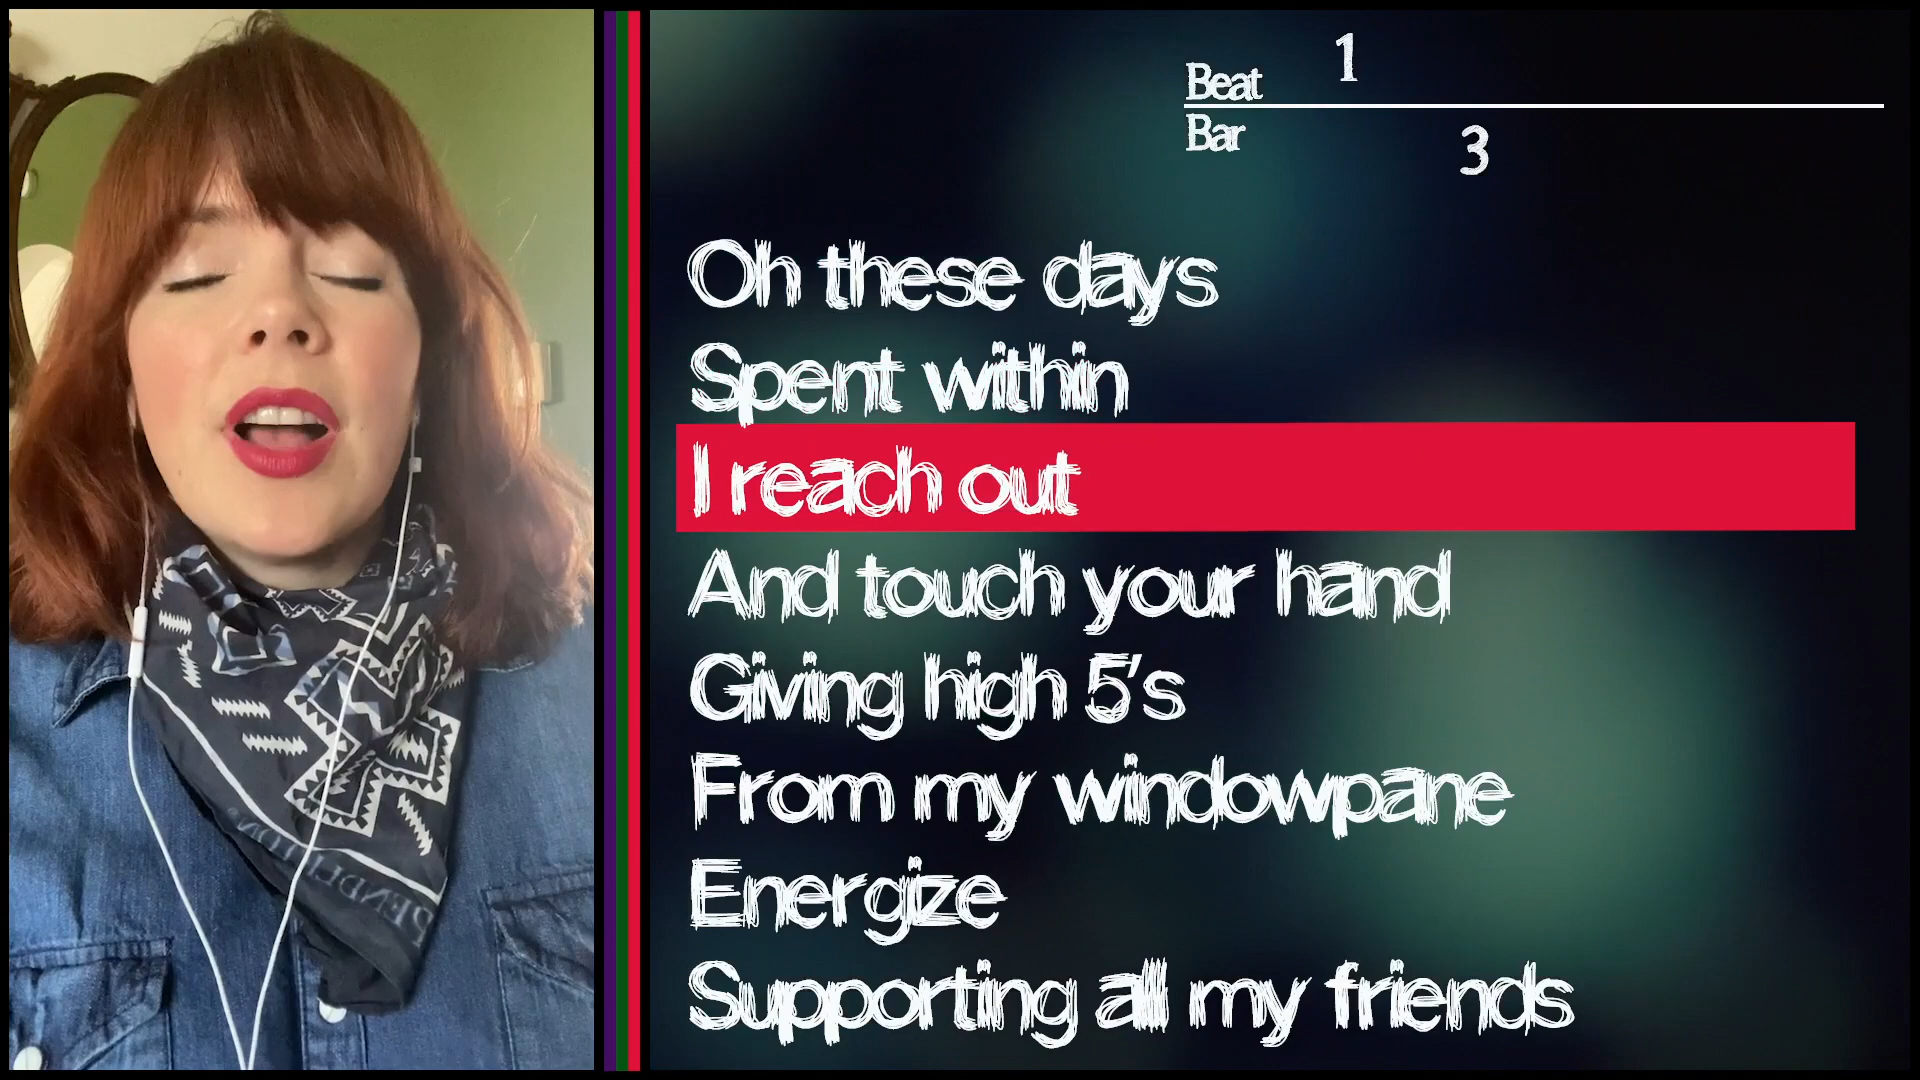 Beat 1
Bar 3
Oh these days
Spent within
I reach out
And touch your hand
Giving high 5's
From my windowpane
Energize
Supporting all my friends